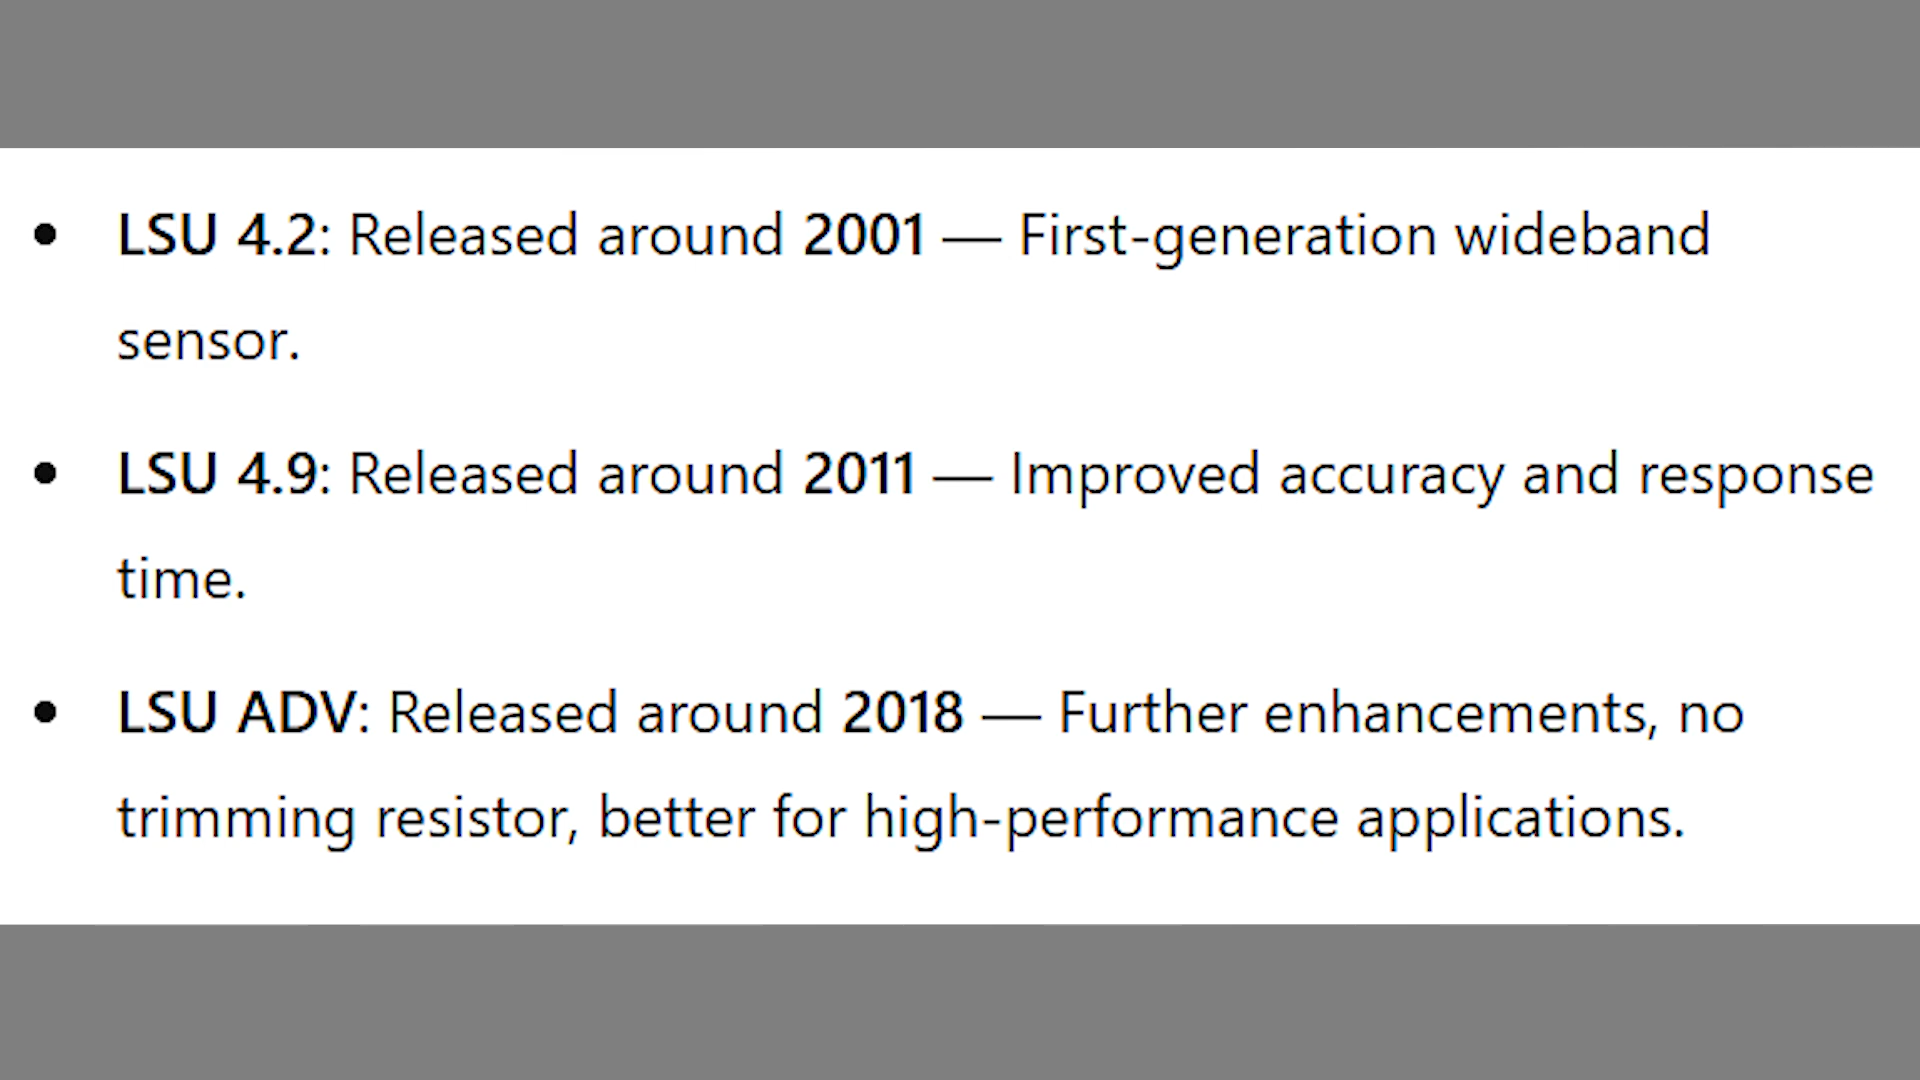 • LSU 4.2: Released around 2001 — First-generation wideband
sensor.
• LSU 4.9: Released around 2011 — Improved accuracy and response
time.
• LSU ADV: Released around 2018 — Further enhancements, no
trimming resistor, better for high-performance applications.